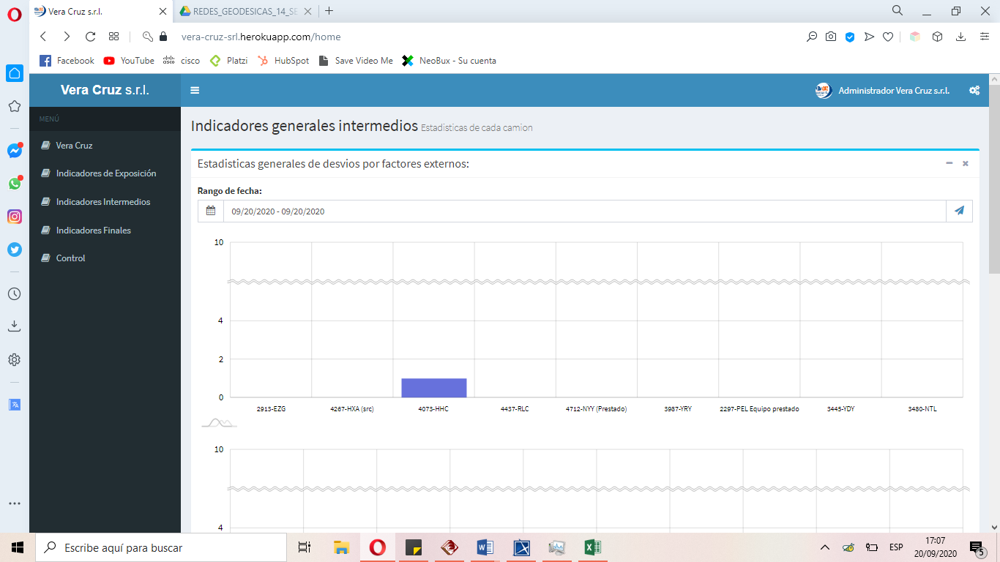 Vera Cruz s.r.l.
REDES_GEODESICAS_14_SE
vera-cruz-srl.herokuapp.com/home
Facebook
YouTube
cisco
cisco
Platzi
HubSpot
Save Video Me
NeoBux - Su cuenta
Vera Cruz s.r.l.
Administrador Vera Cruz s.r.l.
MENÚ
Vera Cruz
Indicadores de Exposición
Indicadores Intermedios
Indicadores Finales
Control
Indicadores generales intermedios Estadisticas de cada camion
Estadisticas generales de desvios por factores externos:
Rango de fecha:
09/20/2020 - 09/20/2020
10
4
2
0
2913-EZG
4267-HXA (src)
4073-HHC
4437-RLC
4712-NYY (Prestado)
3987-YRY
2297-PEL Equipo prestado
3445-YDY
3480-NTL
10
4
Escribe aquí para buscar
ESP
17:07
20/09/2020
5